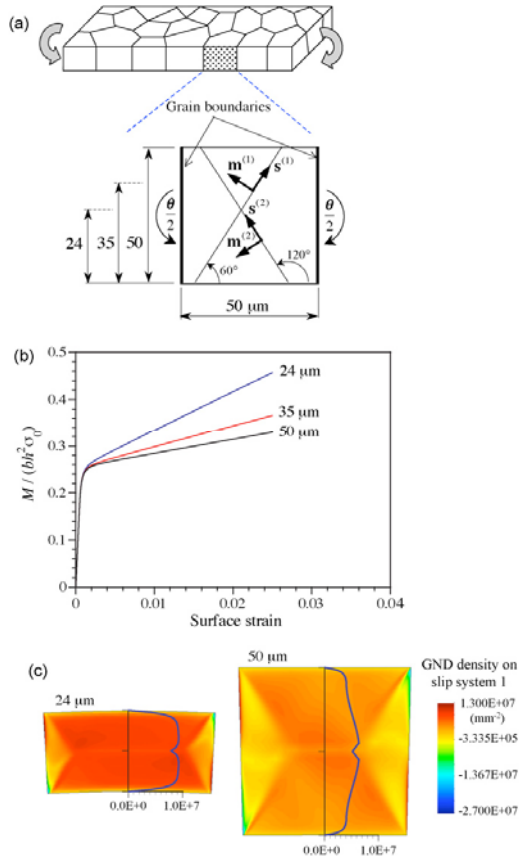 (a)
Grain boundaries
m(1)
s(1)
s(2)
m(2)
θ/2
θ/2
24
35
50
60°
120°
50 μm
(b)
0.5
0.4
0.3
0.2
0.1
0
M / (bh²σ₀)
24 μm
35 μm
50 μm
0
0.01
0.02
0.03
0.04
Surface strain
(c)
24 μm
0.0E+0
1.0E+7
50 μm
0.0E+0
1.0E+7
GND density on
slip system 1
1.300E+07
(mm⁻²)
-3.335E+05
-1.367E+07
-2.700E+07